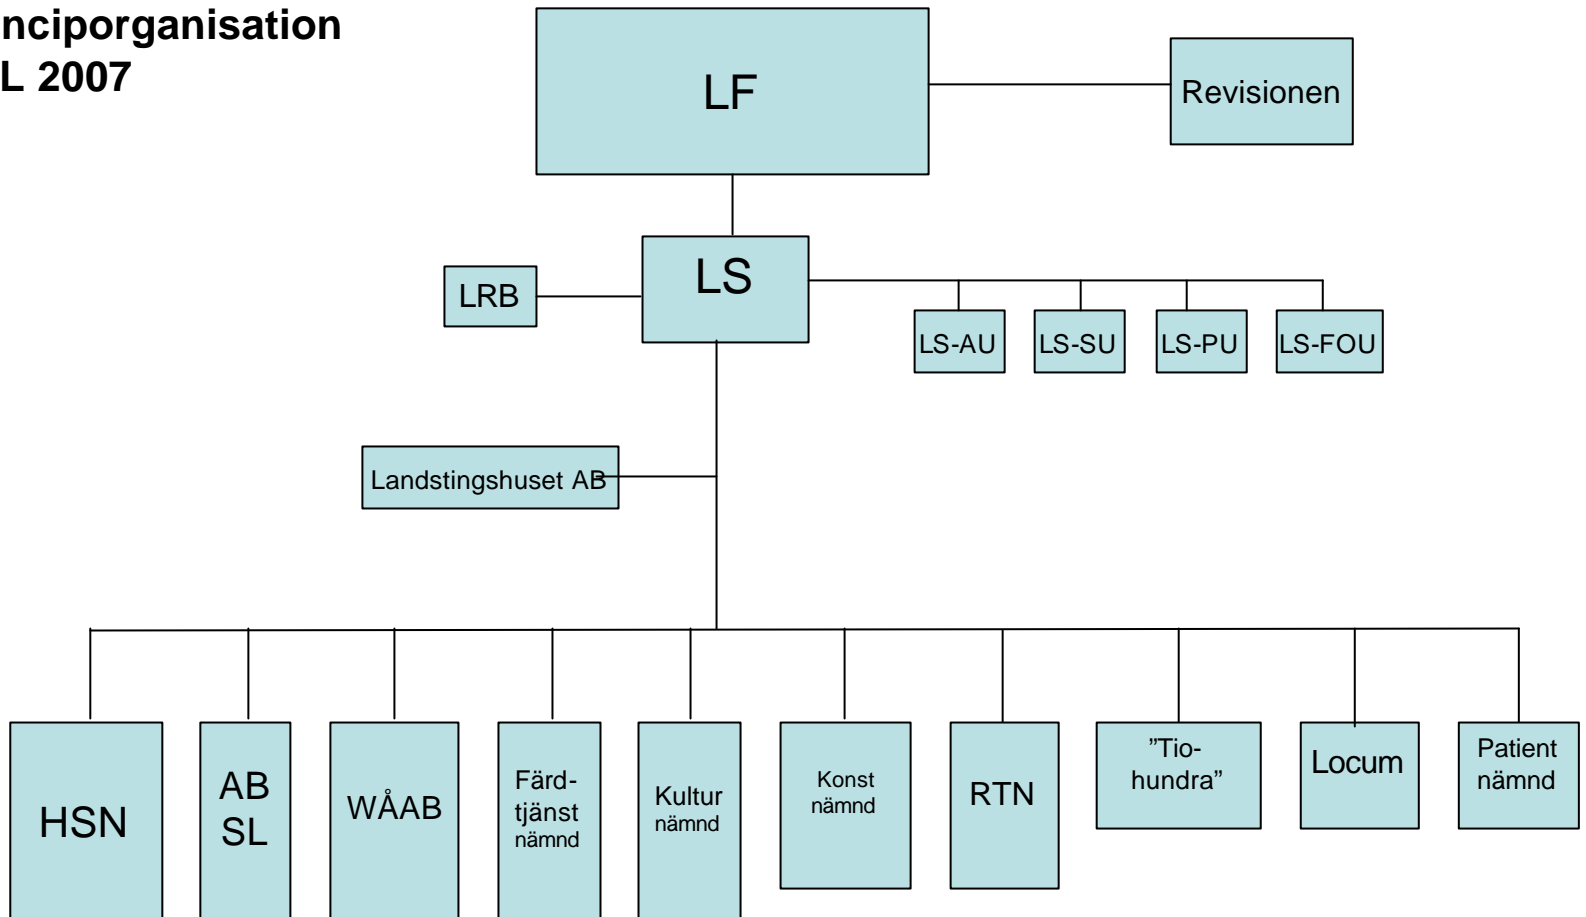 nciporganisation
L 2007
LF
Revisionen
LS
LRB
LS-AU
LS-SU
LS-PU
LS-FOU
Landstingshuset AB
HSN
AB
SL
WÅAB
Färd-
tjänst
nämnd
Kultur
nämnd
Konst
nämnd
RTN
”Tio-
hundra”
Locum
Patient
nämnd